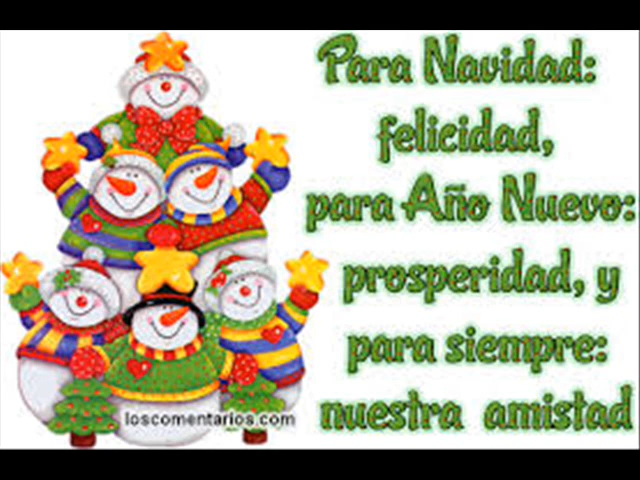 Para Navidad:
felicidad,
para Año Nuevo:
prosperidad, y
para siempre:
nuestra amistad
loscomentarios.com